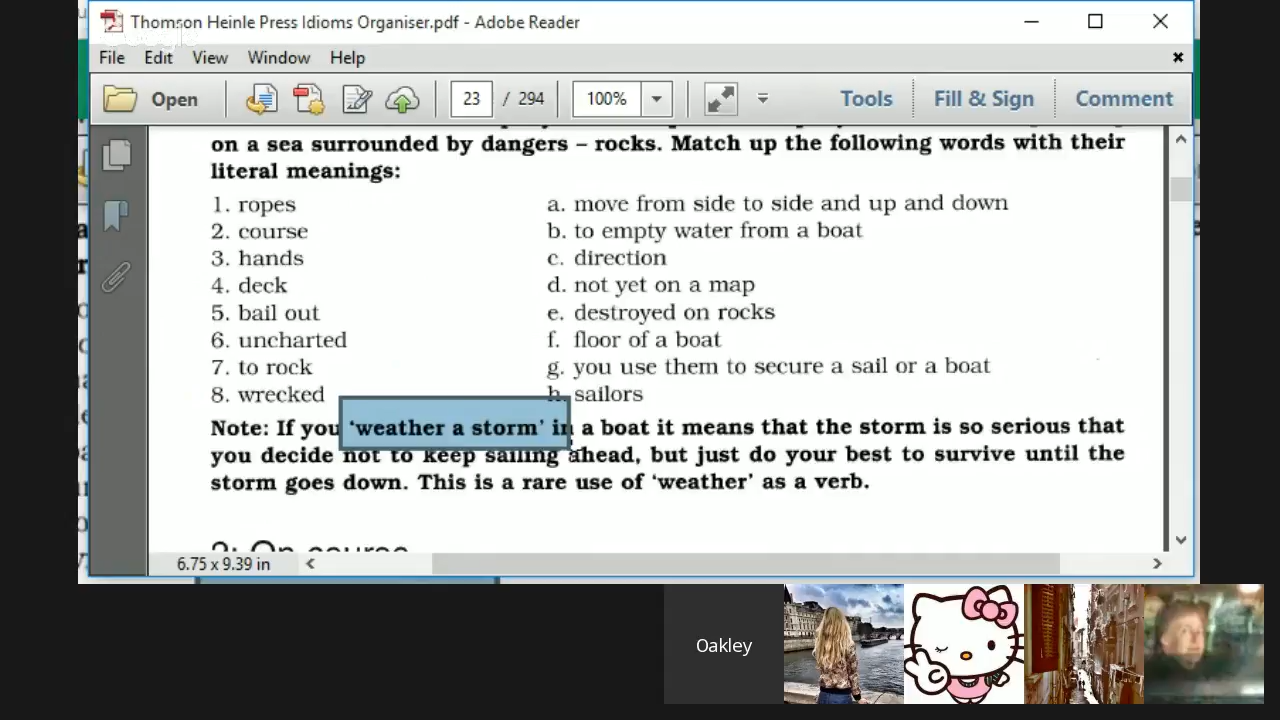 Thomson Heinle Press Idioms Organiser.pdf - Adobe Reader
File Edit View Window Help
Open 23 / 294 100% Tools Fill & Sign Comment
on a sea surrounded by dangers – rocks. Match up the following words with their
literal meanings:
1. ropes a. move from side to side and up and down
2. course b. to empty water from a boat
3. hands c. direction
4. deck d. not yet on a map
5. bail out e. destroyed on rocks
6. uncharted f. floor of a boat
7. to rock g. you use them to secure a sail or a boat
8. wrecked h. sailors
Note: If you ‘weather a storm’ in a boat it means that the storm is so serious that
you decide not to keep sailing ahead, but just do your best to survive until the
storm goes down. This is a rare use of ‘weather’ as a verb.
2: On course
6.75 x 9.39 in
Oakley